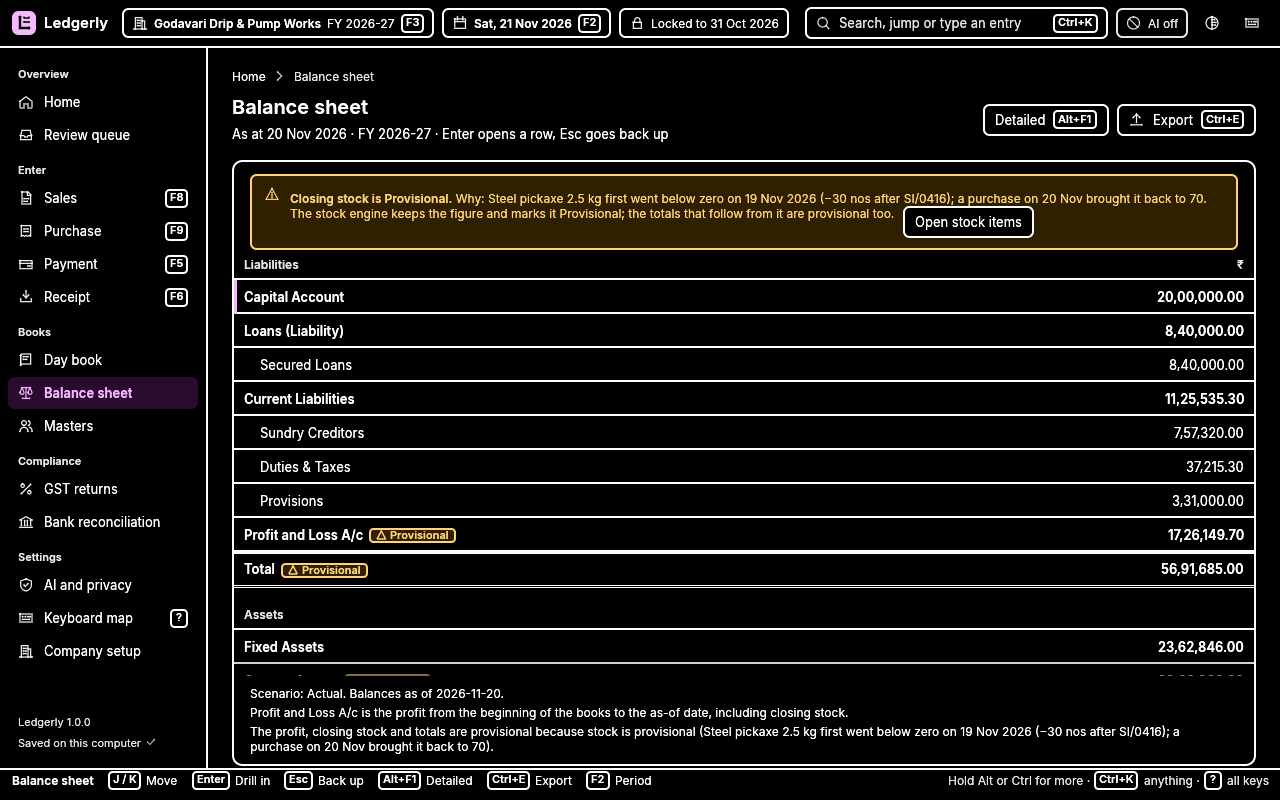 Ledgerly
Godavari Drip & Pump Works FY 2026-27 F3
Sat, 21 Nov 2026 F2
Locked to 31 Oct 2026
Search, jump or type an entry Ctrl+K
AI off
Overview
Home
Review queue
Enter
Sales F8
Purchase F9
Payment F5
Receipt F6
Books
Day book
Balance sheet
Masters
Compliance
GST returns
Bank reconciliation
Settings
AI and privacy
Keyboard map ?
Company setup
Ledgerly 1.0.0
Saved on this computer
Home Balance sheet
Balance sheet
As at 20 Nov 2026 · FY 2026-27 · Enter opens a row, Esc goes back up
Detailed Alt+F1
Export Ctrl+E
Closing stock is Provisional. Why: Steel pickaxe 2.5 kg first went below zero on 19 Nov 2026 (−30 nos after SI/0416); a purchase on 20 Nov brought it back to 70.
The stock engine keeps the figure and marks it Provisional; the totals that follow from it are provisional too. Open stock items
Liabilities ₹
Capital Account 20,00,000.00
Loans (Liability) 8,40,000.00
Secured Loans 8,40,000.00
Current Liabilities 11,25,535.30
Sundry Creditors 7,57,320.00
Duties & Taxes 37,215.30
Provisions 3,31,000.00
Profit and Loss A/c Provisional 17,26,149.70
Total Provisional 56,91,685.00
Assets
Fixed Assets 23,62,846.00
Scenario: Actual. Balances as of 2026-11-20.
Profit and Loss A/c is the profit from the beginning of the books to the as-of date, including closing stock.
The profit, closing stock and totals are provisional because stock is provisional (Steel pickaxe 2.5 kg first went below zero on 19 Nov 2026 (−30 nos after SI/0416); a
purchase on 20 Nov brought it back to 70).
Balance sheet J / K Move Enter Drill in Esc Back up Alt+F1 Detailed Ctrl+E Export F2 Period
Hold Alt or Ctrl for more · Ctrl+K anything · ? all keys